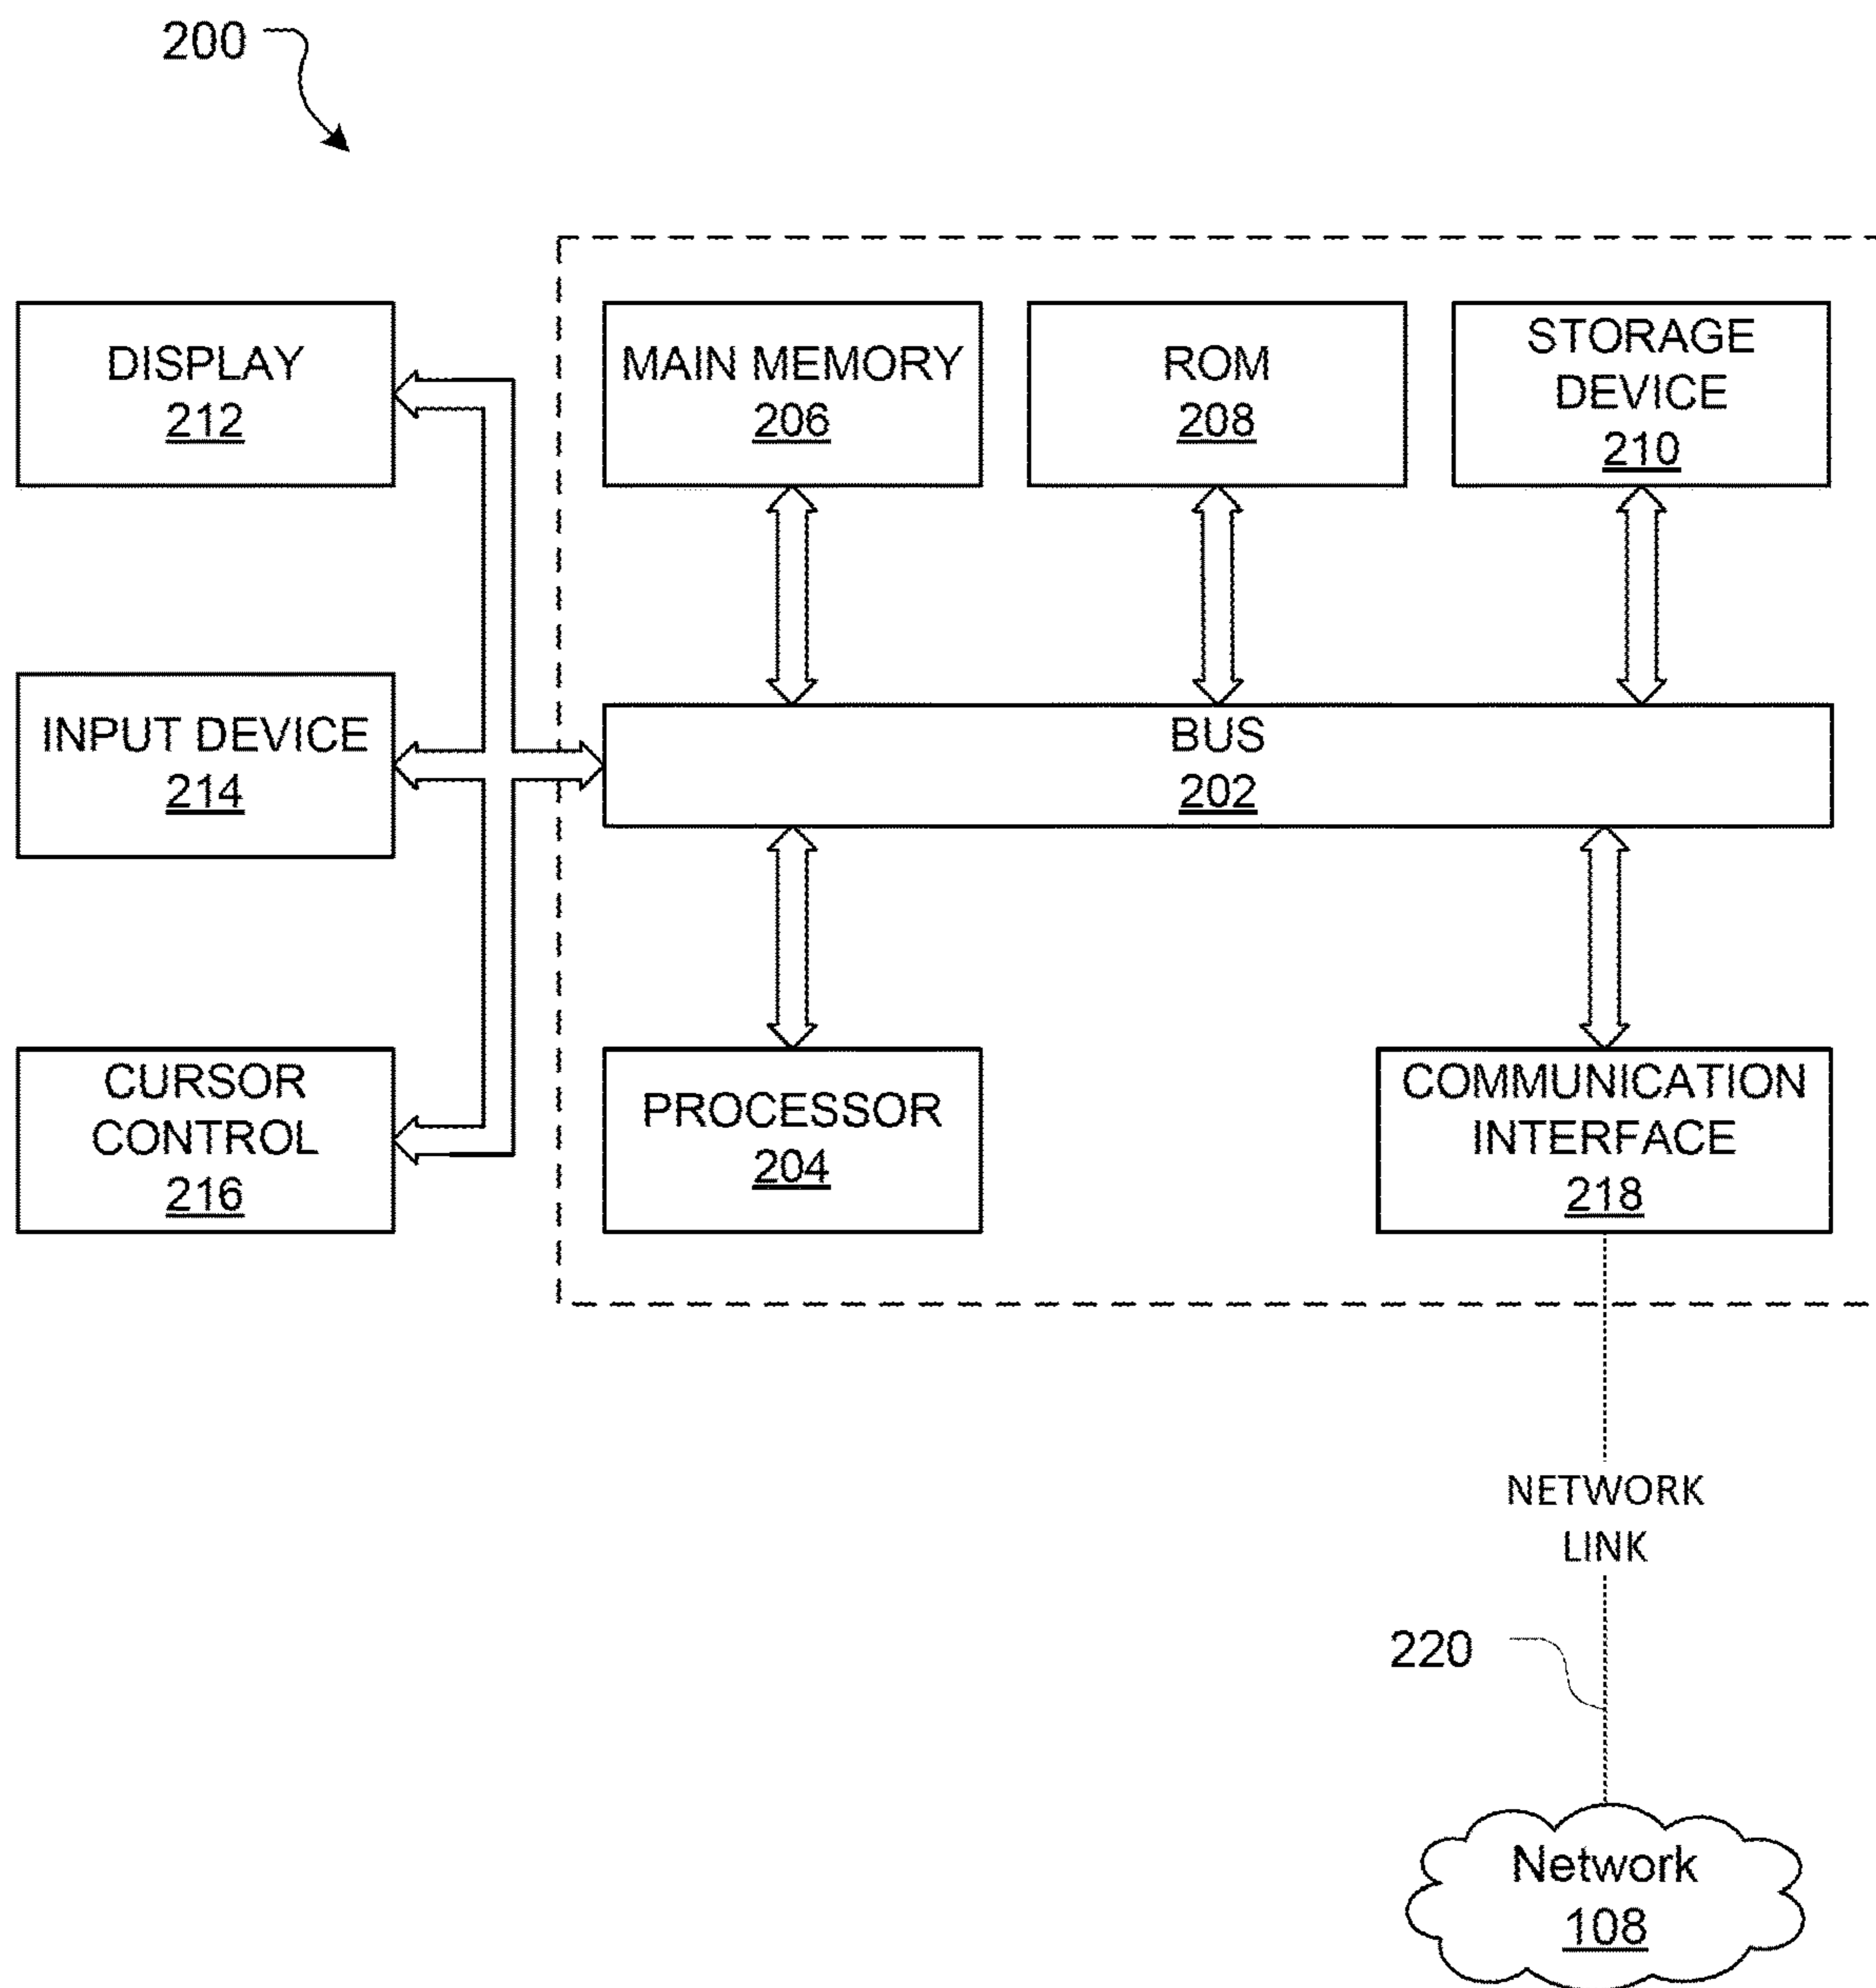 200
DISPLAY
212
MAIN MEMORY
206
ROM
208
STORAGE
DEVICE
210
INPUT DEVICE
214
BUS
202
CURSOR
CONTROL
216
PROCESSOR
204
COMMUNICATION
INTERFACE
218
NETWORK
LINK
220
Network
108